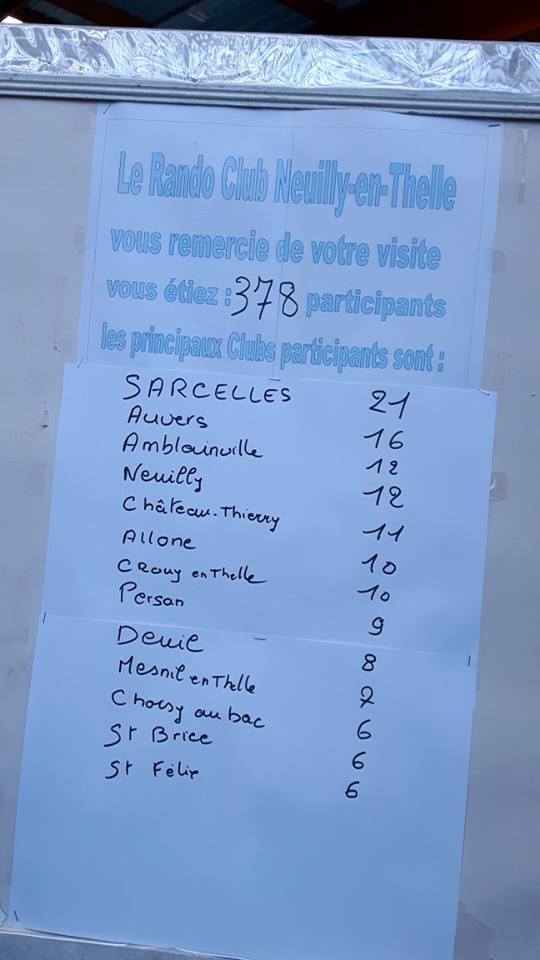 Le Rando Club Neuilly-en-Thelle
vous remercie de votre visite
vous étiez : 378 participants
les principaux Clubs participants sont :
SARCELLES 21
Auvers 16
Amblainville 12
Neuilly 12
Château-Thierry 11
Allone 10
CRouy en Thelle 10
Persan 9
Deuil 8
Mesnil en Thelle 7
Choisy au bac 6
St Brice 6
St Félix 6